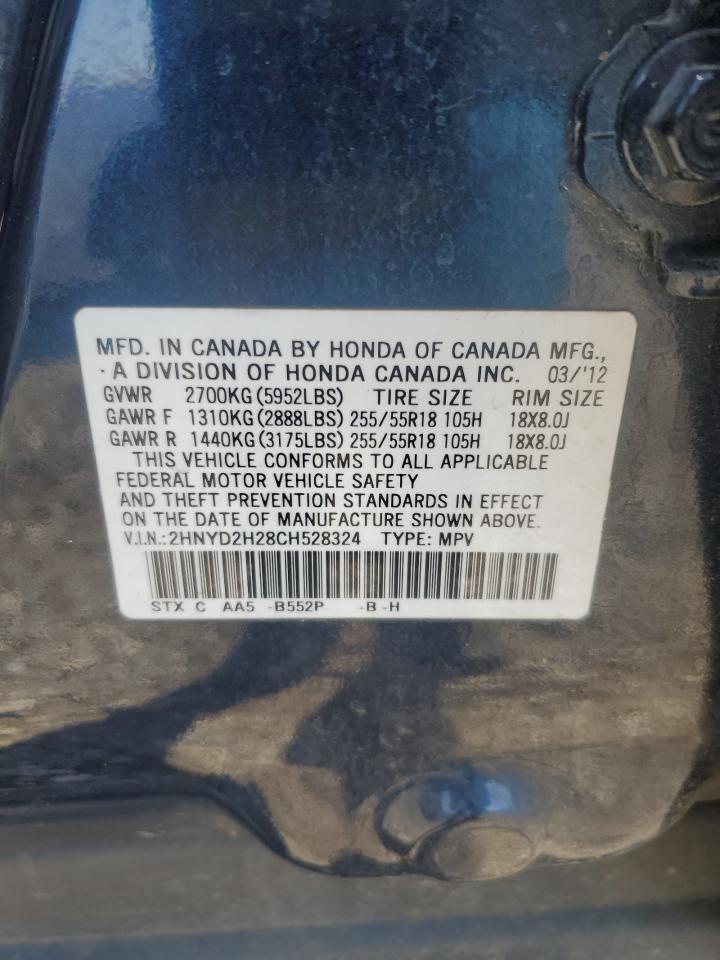 MFD. IN CANADA BY HONDA OF CANADA MFG.,
A DIVISION OF HONDA CANADA INC. 03/'12
GVWR 2700KG(5952LBS) TIRE SIZE RIM SIZE
GAWR F 1310KG(2888LBS) 255/55R18 105H 18X8.0J
GAWR R 1440KG(3175LBS) 255/55R18 105H 18X8.0J
THIS VEHICLE CONFORMS TO ALL APPLICABLE
FEDERAL MOTOR VEHICLE SAFETY
AND THEFT PREVENTION STANDARDS IN EFFECT
ON THE DATE OF MANUFACTURE SHOWN ABOVE.
V.I.N.:2HNYD2H28CH528324 TYPE: MPV
STX C AA5 -B552P -B -H